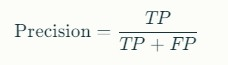 Precision = TP / TP + FP